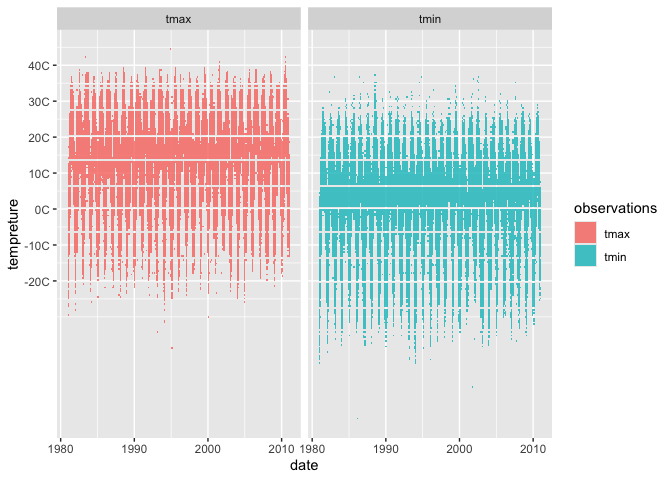 tmax tmin
40C
30C
20C
10C
0C
-10C
-20C
tempreture
observations
tmax
tmin
1980 1990 2000 2010 1980 1990 2000 2010
date